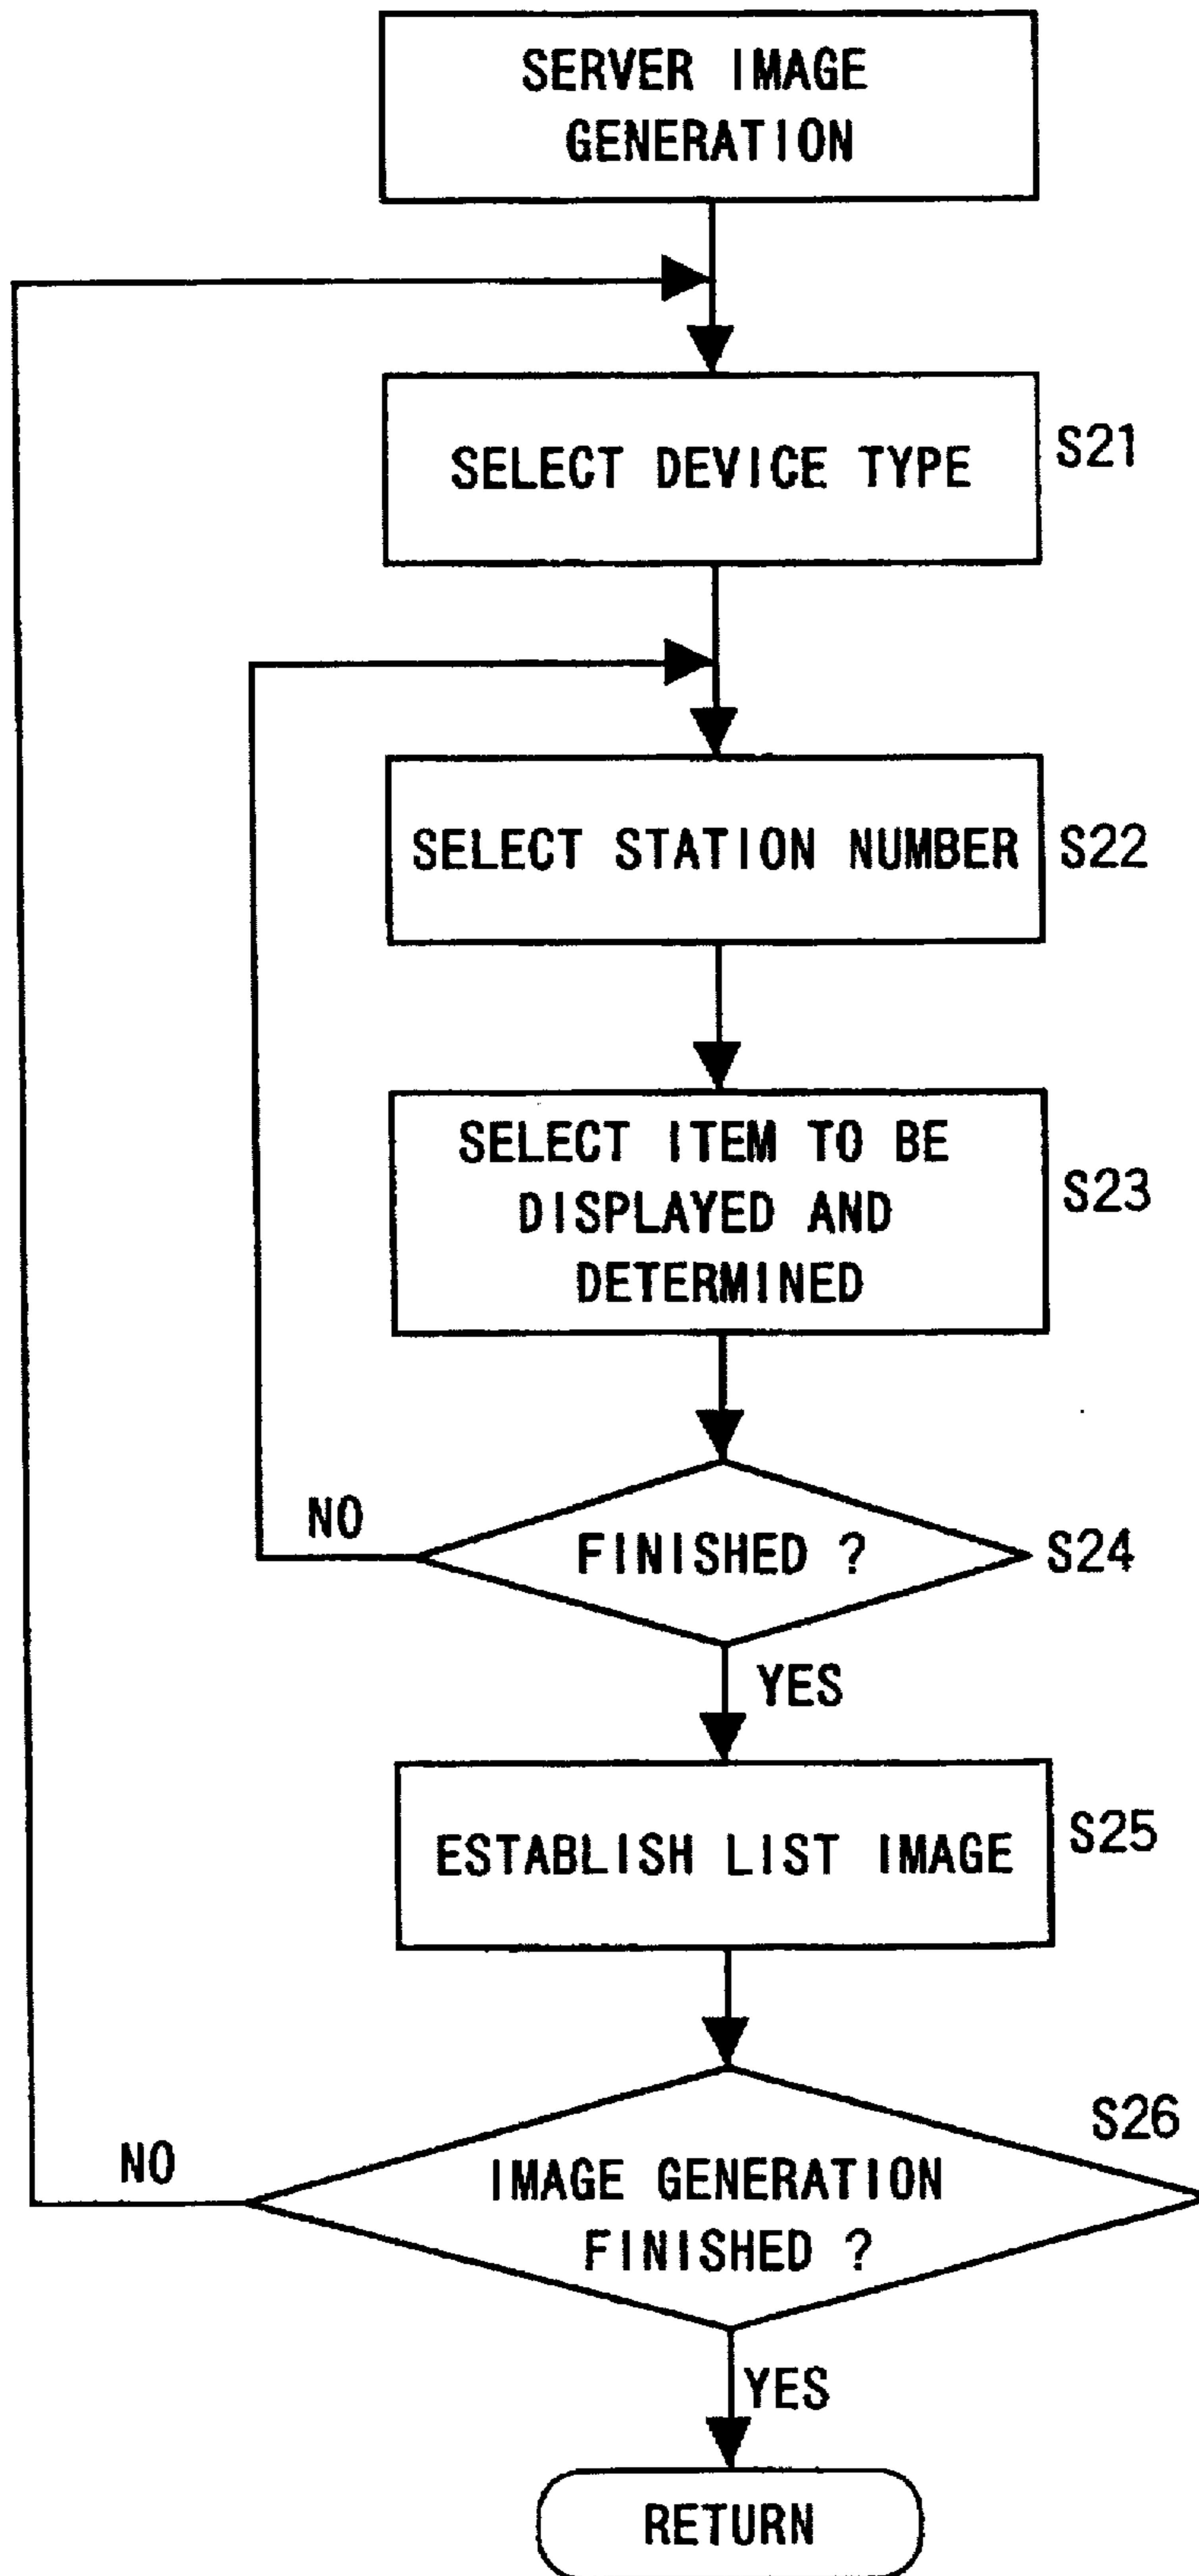 SERVER IMAGE
GENERATION
SELECT DEVICE TYPE
S21
SELECT STATION NUMBER
S22
SELECT ITEM TO BE
DISPLAYED AND
DETERMINED
S23
NO
FINISHED ?
S24
YES
ESTABLISH LIST IMAGE
S25
S26
NO
IMAGE GENERATION
FINISHED ?
YES
RETURN